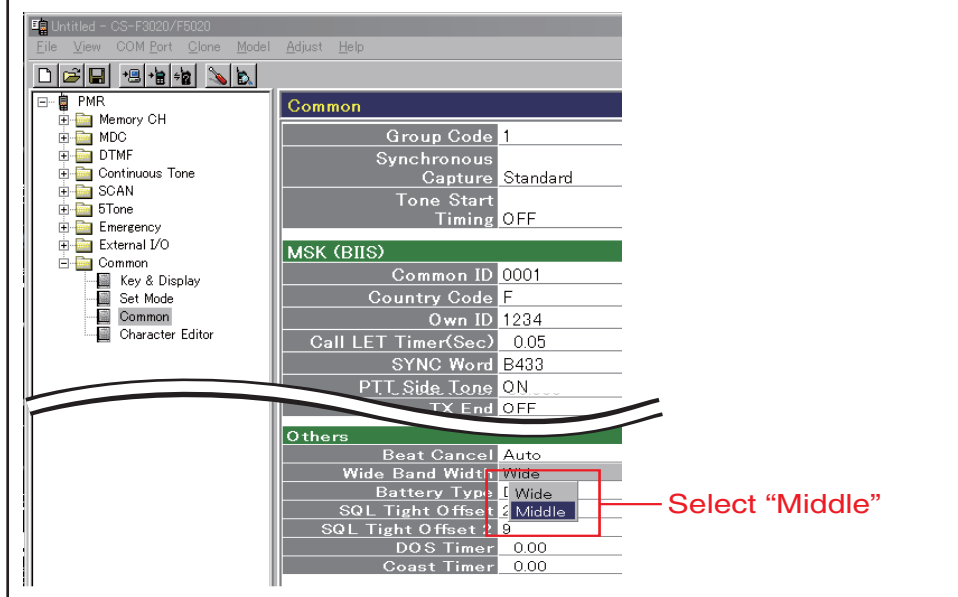 Untitled - CS-F3020/F5020
File View COM Port Clone Model Adjust Help
PMR
Memory CH
MDC
DTMF
Continuous Tone
SCAN
5Tone
Emergency
External I/O
Common
Key & Display
Set Mode
Common
Character Editor
Common
Group Code 1
Synchronous
Capture Standard
Tone Start
Timing OFF
MSK (BIIS)
Common ID 0001
Country Code F
Own ID 1234
Call LET Timer(Sec) 0.05
SYNC Word B433
PTT Side Tone ON
TX End OFF
Others
Beat Cancel Auto
Wide Band Width Wide
Battery Type
Wide
SQL Tight Offset 2
Middle
SQL Tight Offset 2 9
DOS Timer 0.00
Coast Timer 0.00
Select “Middle”